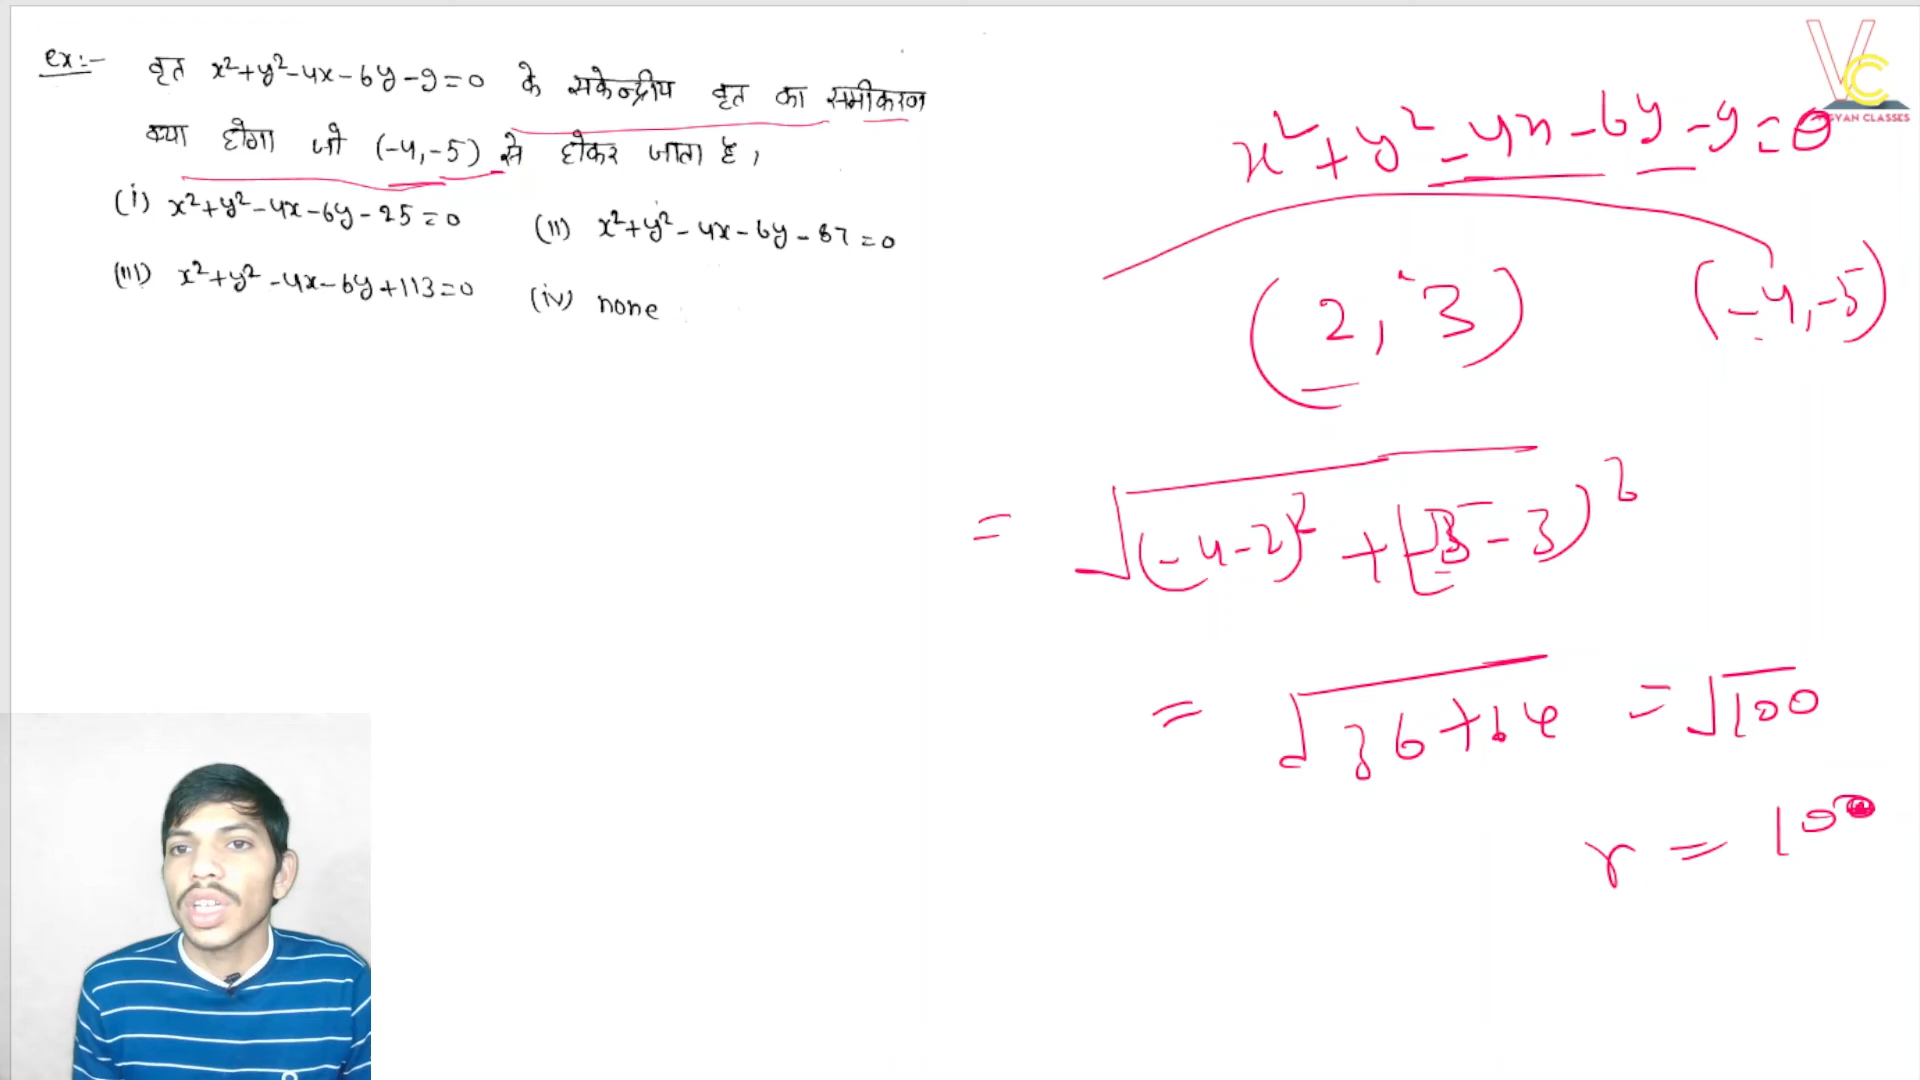 ex:- वृत x²+y²-4x-6y-9=0 के सकेन्द्रीय वृत का समीकरण
क्या होगा जो (-4,-5) से होकर जाता है,
(i) x²+y²-4x-6y-25=0 (ii) x²+y²-4x-6y-87=0
(iii) x²+y²-4x-6y+113=0 (iv) none
x²+y²-4x-6y-9=0
(2, 3) (-4,-5)
= √(-4-2)²+(-5-3)²
= √36+64 = √100
r = 10
VC
GYAN CLASSES